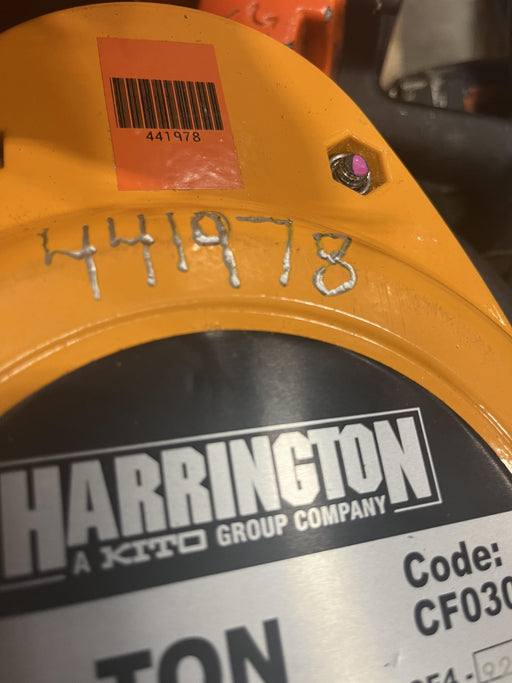 441978
441978
HARRINGTON
A KITO GROUP COMPANY
Code:
CF030
TON